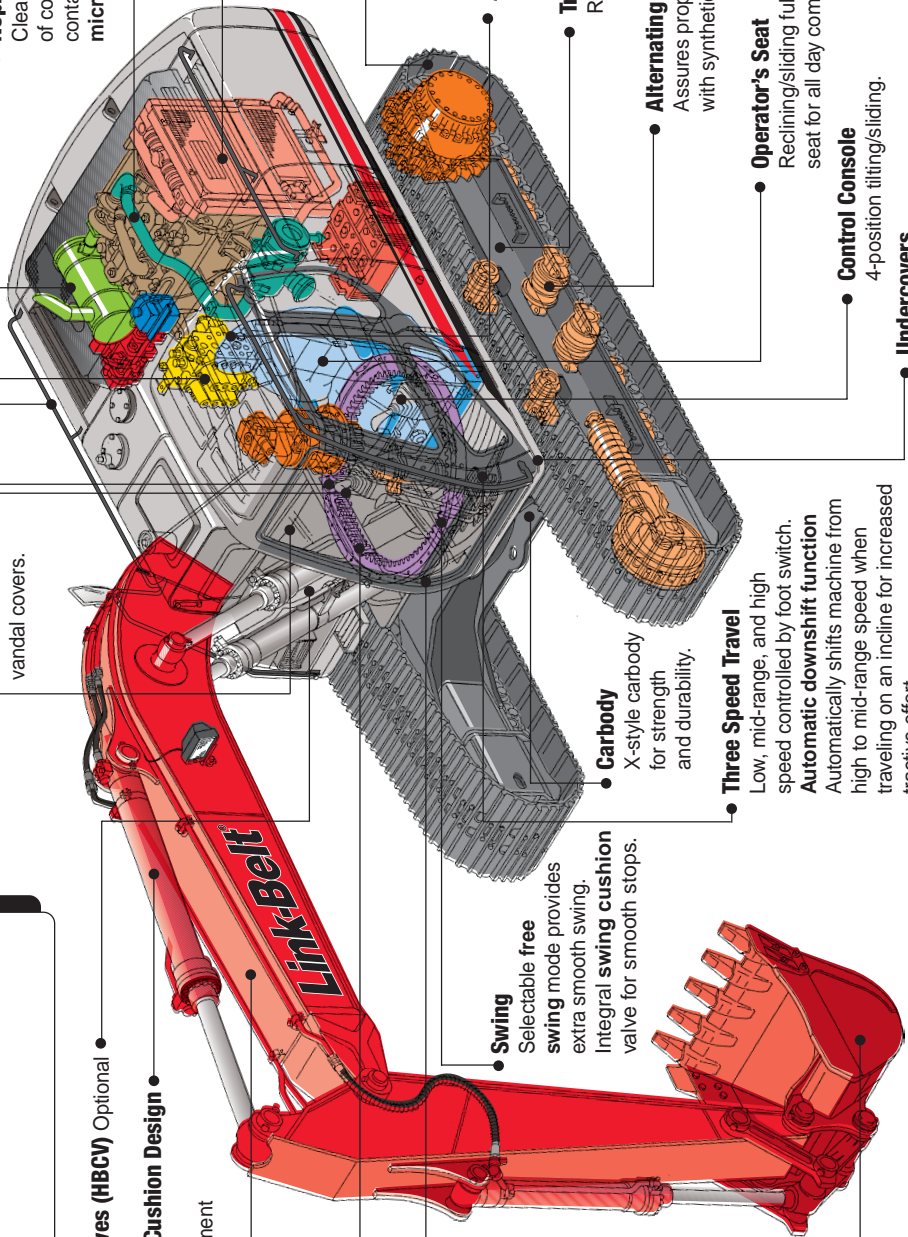 Clea
of co
conta
micr
R
Alternating
Assures prop
with syntheti
Operator's Seat
Reclining/sliding ful
seat for all day com
Control Console
4-position tilting/sliding.
Undercovers
vandal covers.
Carbody
X-style carbody
for strength
and durability.
Three Speed Travel
Low, mid-range, and high
speed controlled by foot switch.
Automatic downshift function
Automatically shifts machine from
high to mid-range speed when
traveling on an incline for increased
tractive effort.
Swing
Selectable free
swing mode provides
extra smooth swing.
Integral swing cushion
valve for smooth stops.
Link-Belt®
ves (HBCV) Optional
Cushion Design
ment